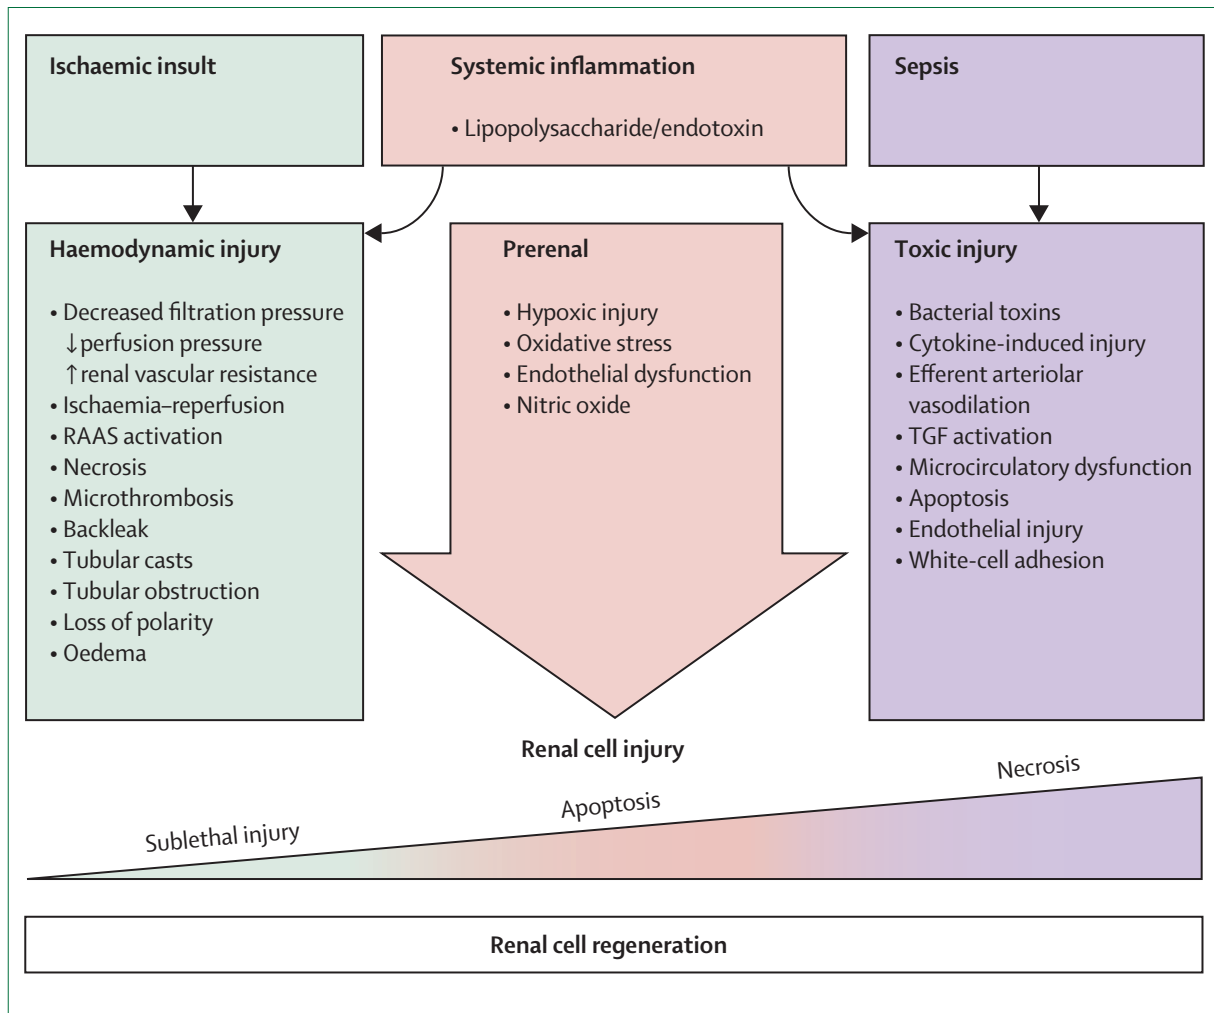 Ischaemic insult
Systemic inflammation
• Lipopolysaccharide/endotoxin
Sepsis
Haemodynamic injury
• Decreased filtration pressure
↓perfusion pressure
↑renal vascular resistance
• Ischaemia–reperfusion
• RAAS activation
• Necrosis
• Microthrombosis
• Backleak
• Tubular casts
• Tubular obstruction
• Loss of polarity
• Oedema
Prerenal
• Hypoxic injury
• Oxidative stress
• Endothelial dysfunction
• Nitric oxide
Toxic injury
• Bacterial toxins
• Cytokine-induced injury
• Efferent arteriolar
vasodilation
• TGF activation
• Microcirculatory dysfunction
• Apoptosis
• Endothelial injury
• White-cell adhesion
Renal cell injury
Sublethal injury
Apoptosis
Necrosis
Renal cell regeneration